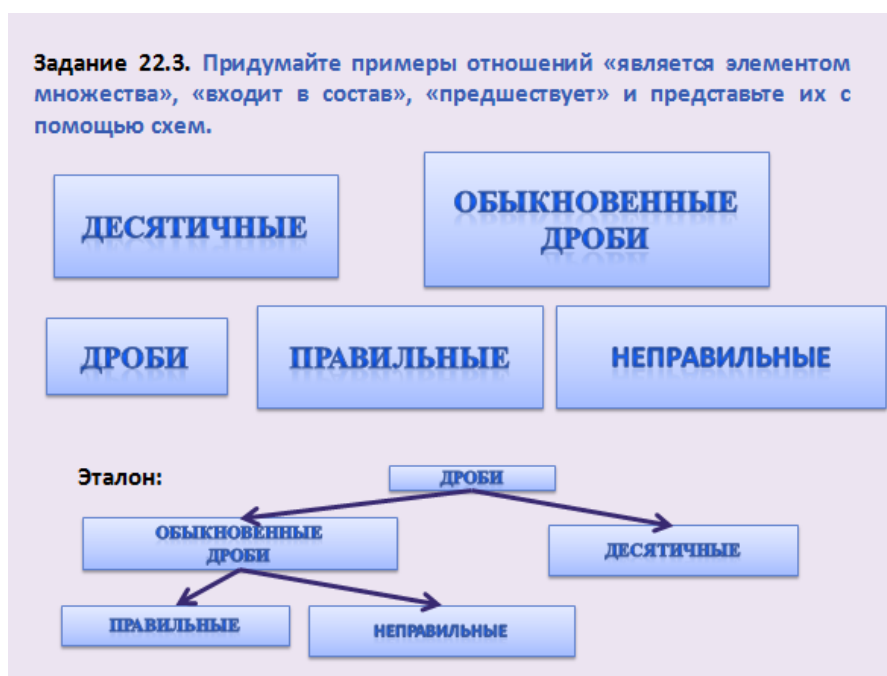 Задание 22.3. Придумайте примеры отношений «является элементом
множества», «входит в состав», «предшествует» и представьте их с
помощью схем.
ДЕСЯТИЧНЫЕ
ОБЫКНОВЕННЫЕ
ДРОБИ
ДРОБИ
ПРАВИЛЬНЫЕ
НЕПРАВИЛЬНЫЕ
Эталон:
ДРОБИ
ОБЫКНОВЕННЫЕ
ДРОБИ
ДЕСЯТИЧНЫЕ
ПРАВИЛЬНЫЕ
НЕПРАВИЛЬНЫЕ